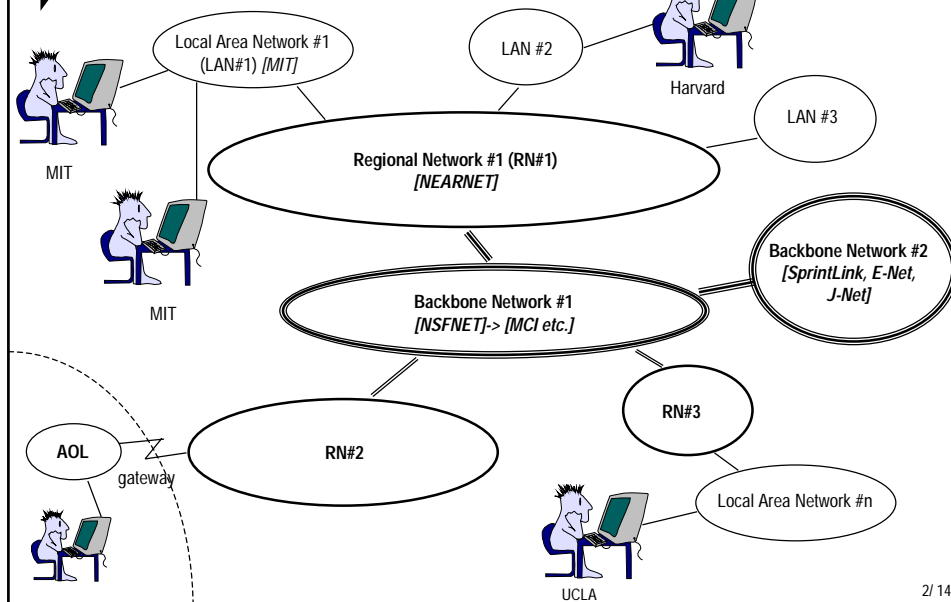 Local Area Network #1
(LAN#1) [MIT]
LAN #2
Harvard
LAN #3
MIT
Regional Network #1 (RN#1)
[NEARNET]
MIT
Backbone Network #1
[NSFNET]-> [MCI etc.]
Backbone Network #2
[SprintLink, E-Net,
J-Net]
AOL
gateway
RN#2
RN#3
Local Area Network #n
UCLA
2/ 14